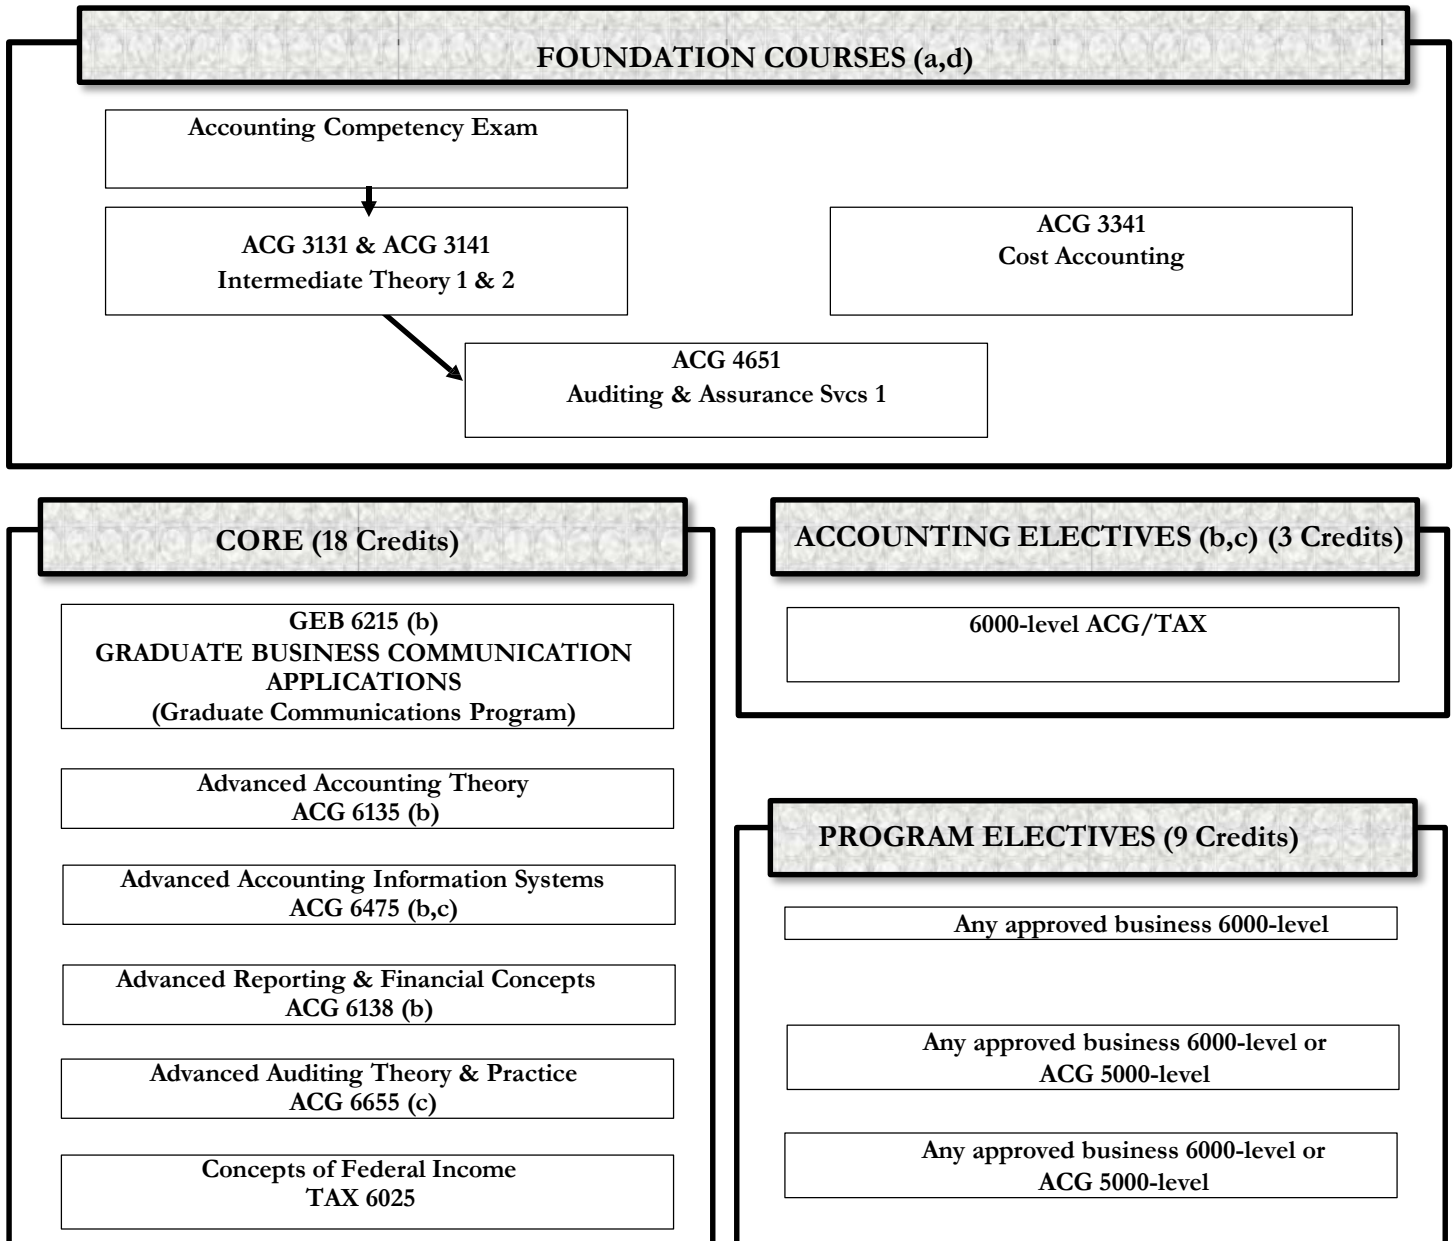 FOUNDATION COURSES (a,d)
Accounting Competency Exam
ACG 3131 & ACG 3141
Intermediate Theory 1 & 2
ACG 3341
Cost Accounting
ACG 4651
Auditing & Assurance Svcs 1
CORE (18 Credits)
GEB 6215 (b)
GRADUATE BUSINESS COMMUNICATION
APPLICATIONS
(Graduate Communications Program)
Advanced Accounting Theory
ACG 6135 (b)
Advanced Accounting Information Systems
ACG 6475 (b,c)
Advanced Reporting & Financial Concepts
ACG 6138 (b)
Advanced Auditing Theory & Practice
ACG 6655 (c)
Concepts of Federal Income
TAX 6025
ACCOUNTING ELECTIVES (b,c) (3 Credits)
6000-level ACG/TAX
PROGRAM ELECTIVES (9 Credits)
Any approved business 6000-level
Any approved business 6000-level or
ACG 5000-level
Any approved business 6000-level or
ACG 5000-level